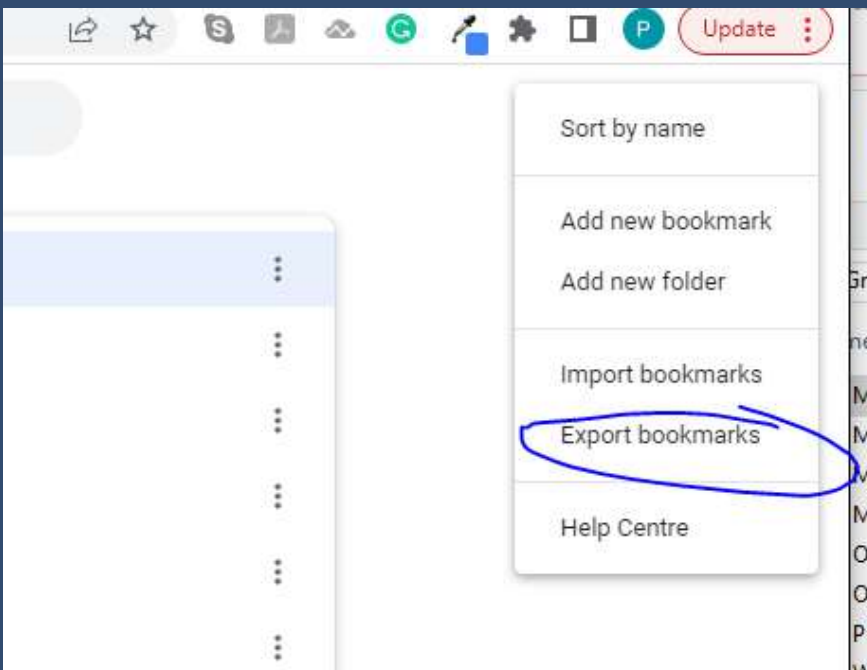 S
G
P
Update
Sort by name
Add new bookmark
Add new folder
Import bookmarks
Export bookmarks
Help Centre
M
M
M
M
O
O
P